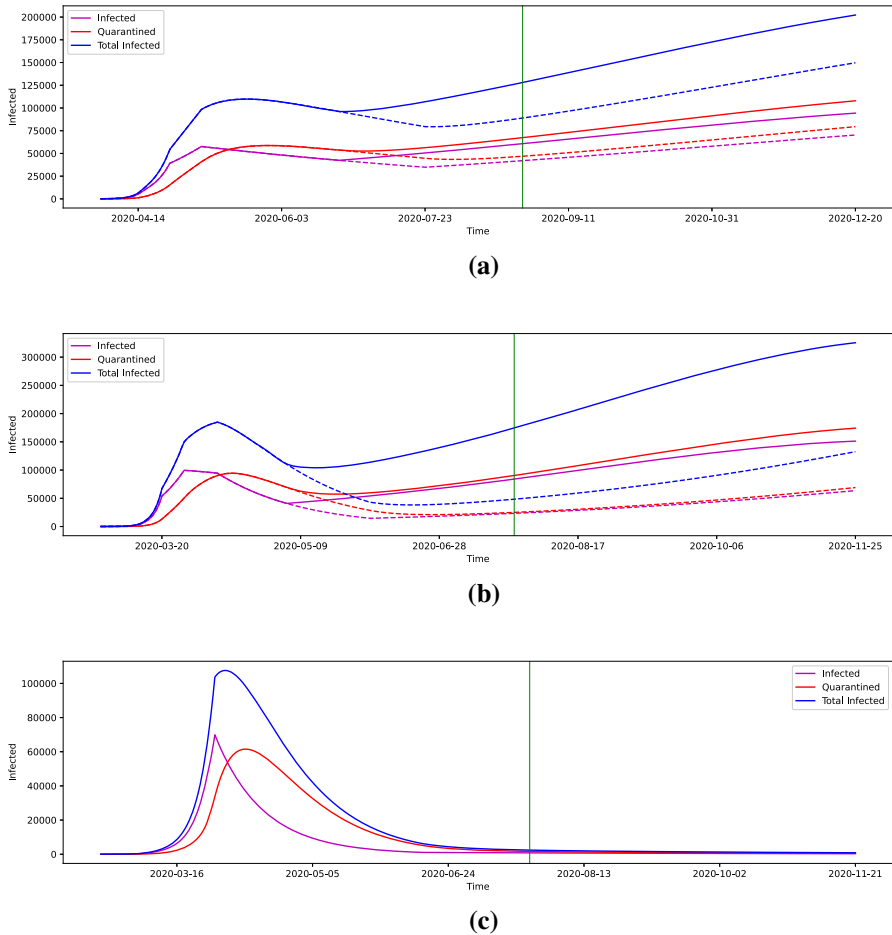 200000
175000
150000
125000
100000
75000
50000
25000
0
Infected
Infected
Quarantined
Total Infected
2020-04-14 2020-06-03 2020-07-23 2020-09-11 2020-10-31 2020-12-20
Time
(a)
300000
250000
200000
150000
100000
50000
0
Infected
Infected
Quarantined
Total Infected
2020-03-20 2020-05-09 2020-06-28 2020-08-17 2020-10-06 2020-11-25
Time
(b)
100000
80000
60000
40000
20000
0
Infected
Infected
Quarantined
Total Infected
2020-03-16 2020-05-05 2020-06-24 2020-08-13 2020-10-02 2020-11-21
Time
(c)